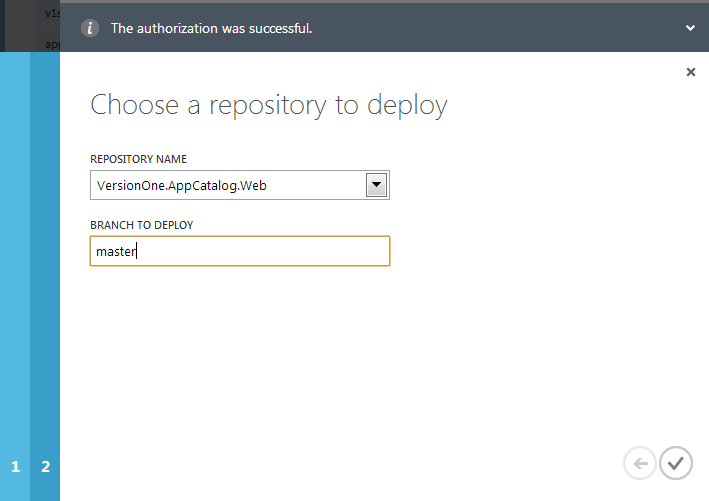 v1s
The authorization was successful.
app
Choose a repository to deploy
REPOSITORY NAME
VersionOne.AppCatalog.Web
BRANCH TO DEPLOY
master
1 2